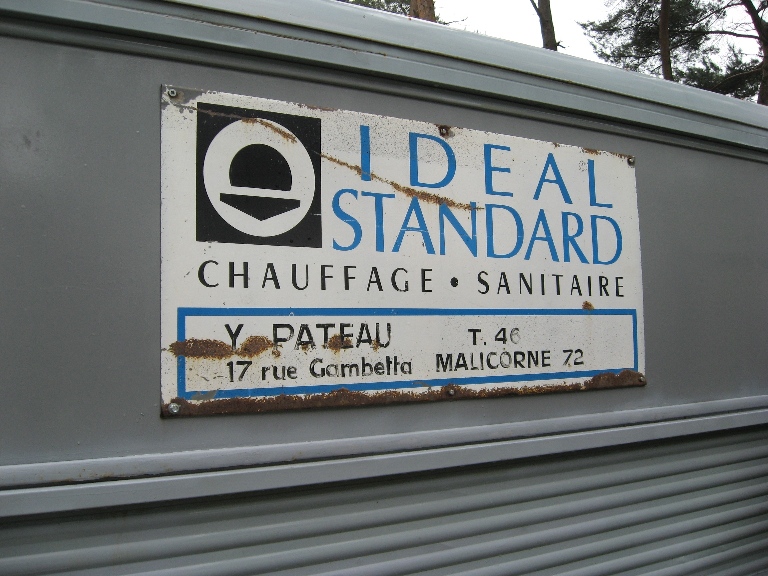 IDEAL
STANDARD
CHAUFFAGE • SANITAIRE
Y. PATEAU T. 46
17 rue Gambetta MALICORNE 72